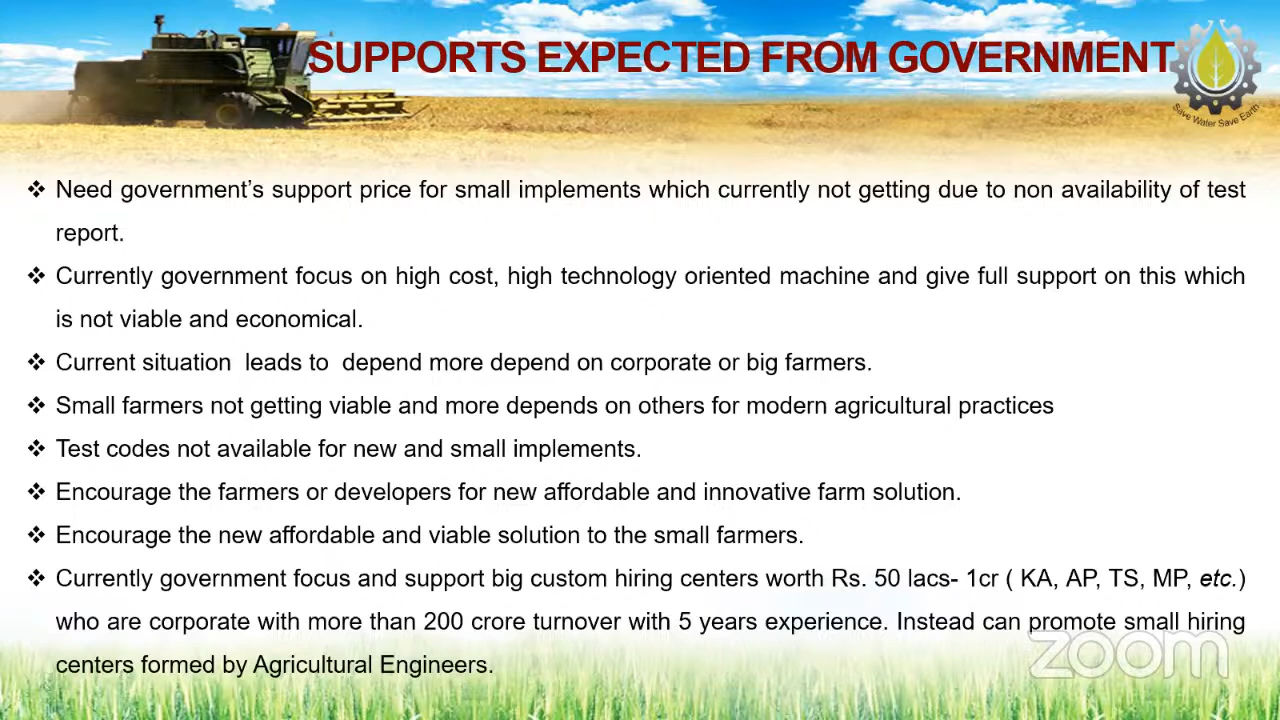 SUPPORTS EXPECTED FROM GOVERNMENT
Save Water Save Earth
❖ Need government’s support price for small implements which currently not getting due to non availability of test
report.
❖ Currently government focus on high cost, high technology oriented machine and give full support on this which
is not viable and economical.
❖ Current situation  leads to  depend more depend on corporate or big farmers.
❖ Small farmers not getting viable and more depends on others for modern agricultural practices
❖ Test codes not available for new and small implements.
❖ Encourage the farmers or developers for new affordable and innovative farm solution.
❖ Encourage the new affordable and viable solution to the small farmers.
❖ Currently government focus and support big custom hiring centers worth Rs. 50 lacs- 1cr ( KA, AP, TS, MP, etc.)
who are corporate with more than 200 crore turnover with 5 years experience. Instead can promote small hiring
centers formed by Agricultural Engineers.
zoom